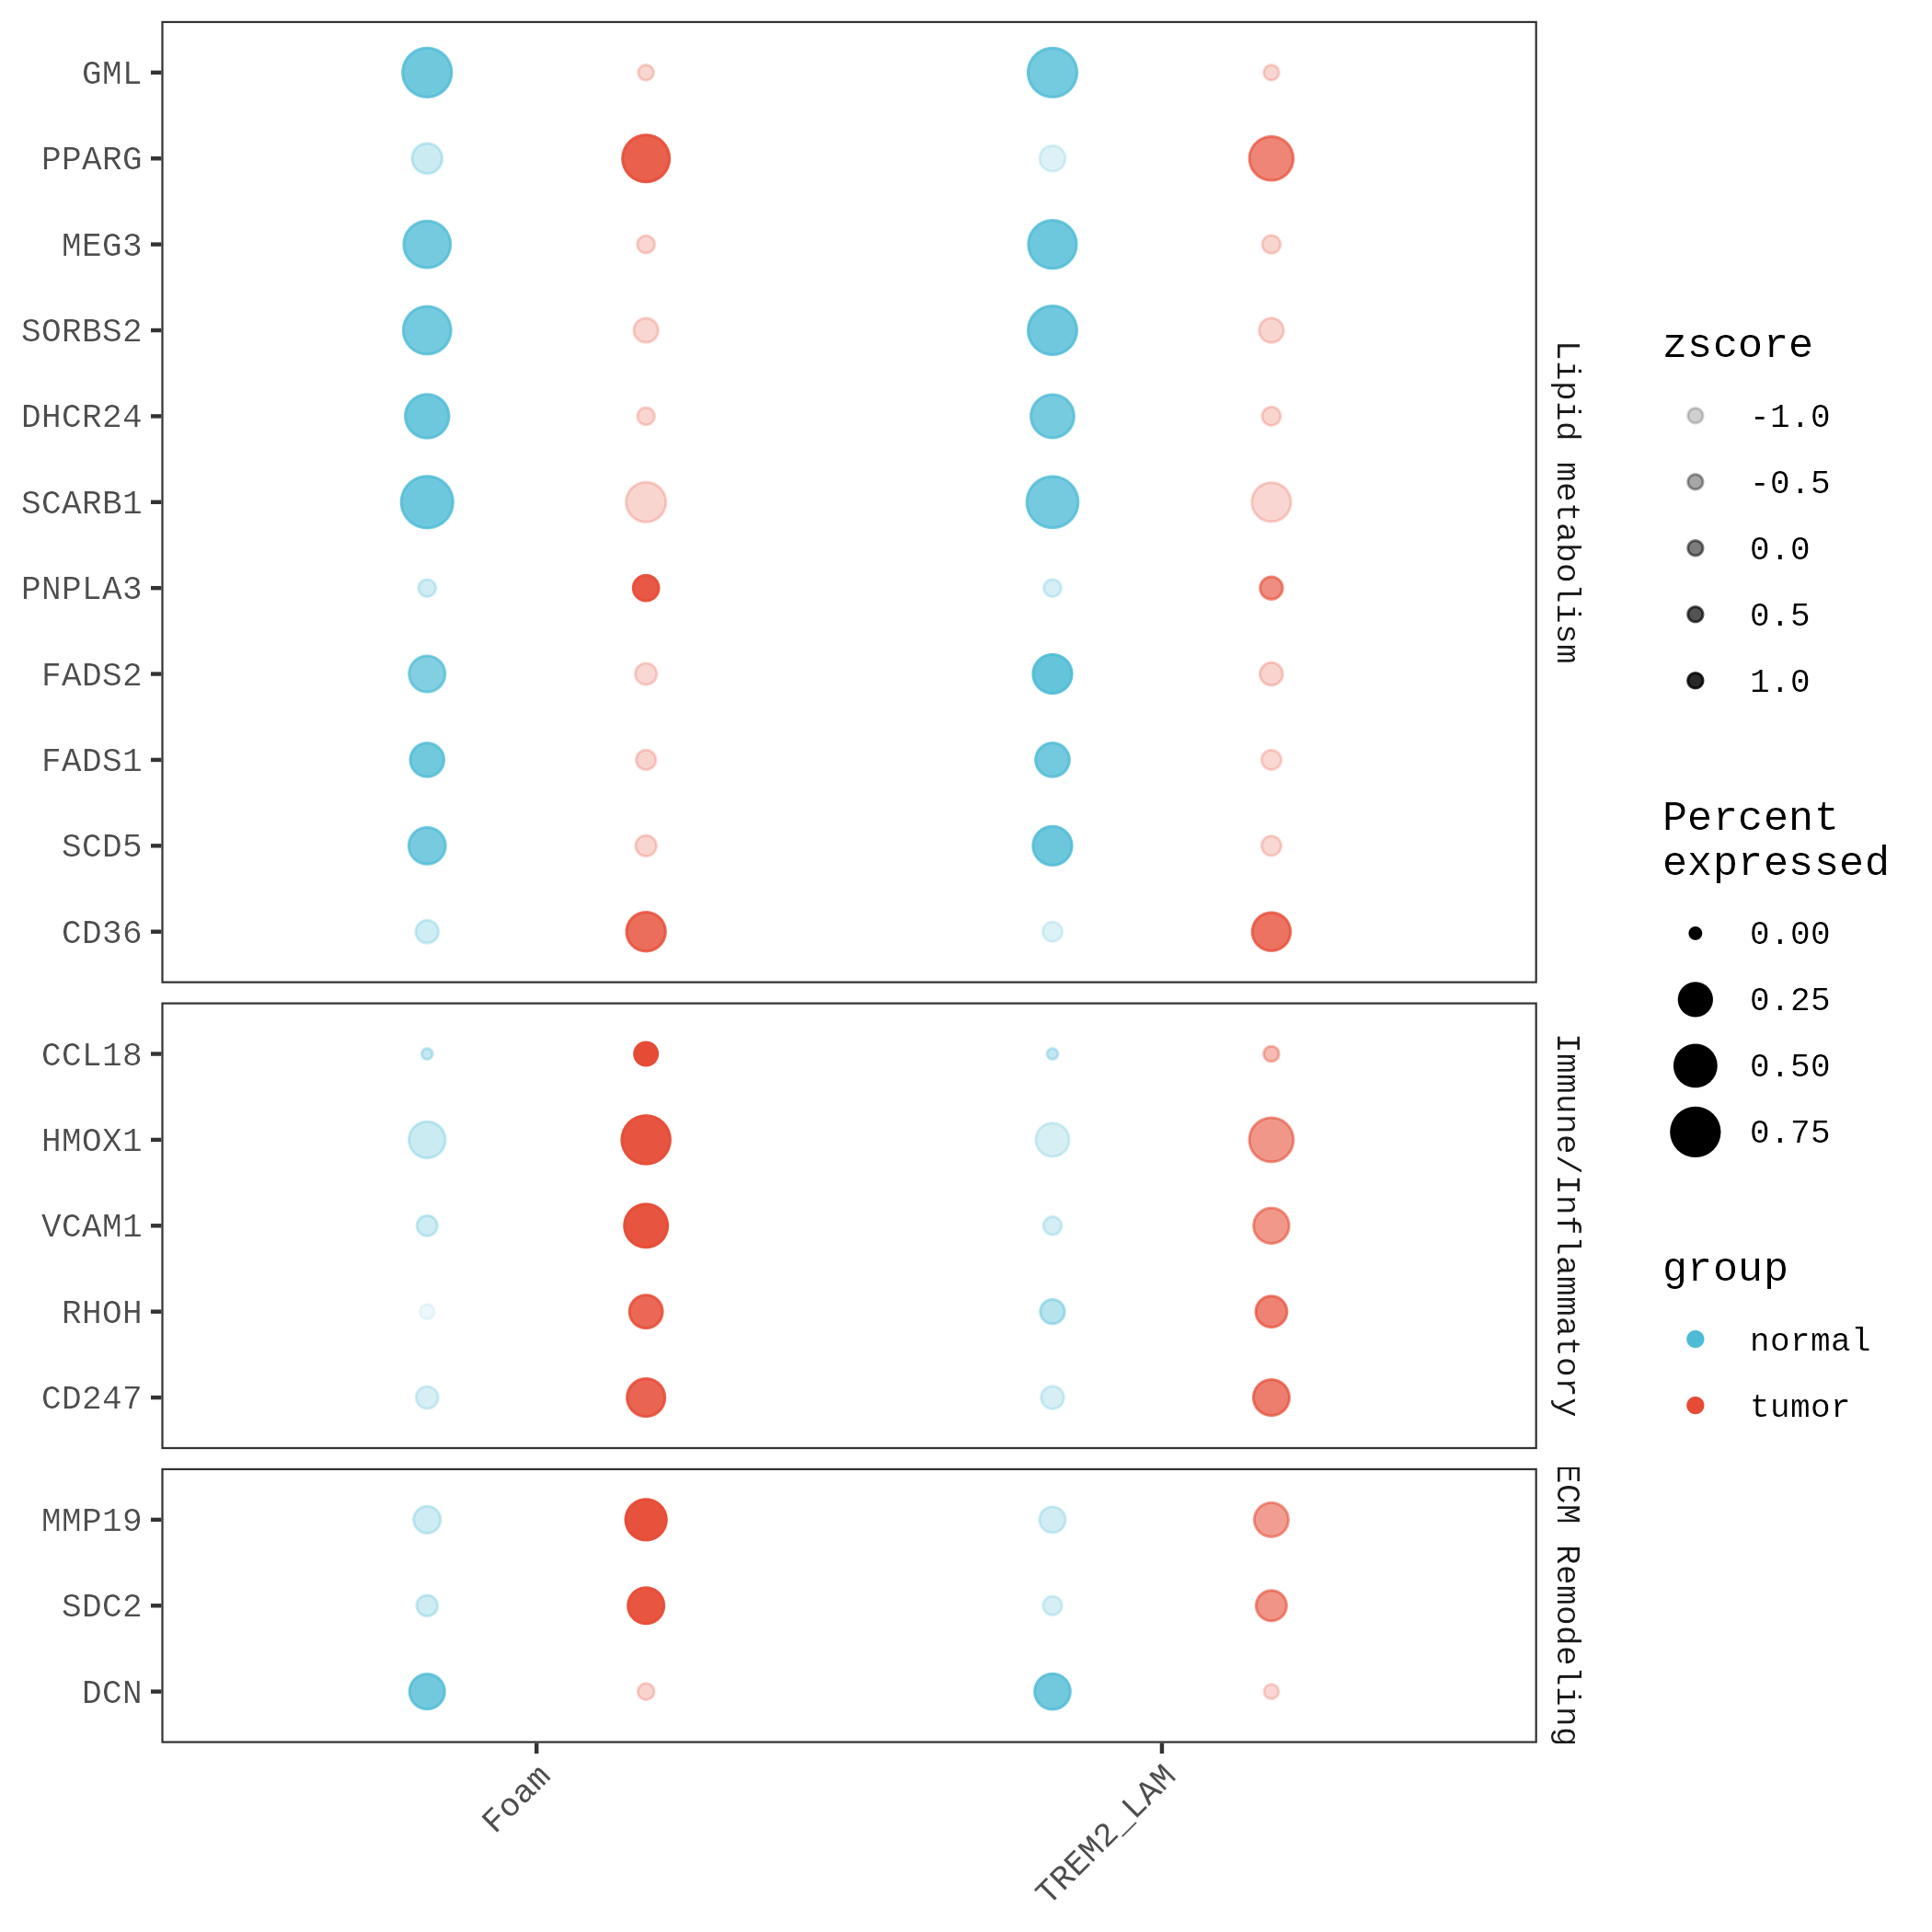 GML
PPARG
MEG3
SORBS2
DHCR24
SCARB1
PNPLA3
FADS2
FADS1
SCD5
CD36
Lipid metabolism
CCL18
HMOX1
VCAM1
RHOH
CD247
Immune/Inflammatory
MMP19
SDC2
DCN
ECM Remodeling
Foam
TREM2_LAM
zscore
-1.0
-0.5
0.0
0.5
1.0
Percent
expressed
0.00
0.25
0.50
0.75
group
normal
tumor